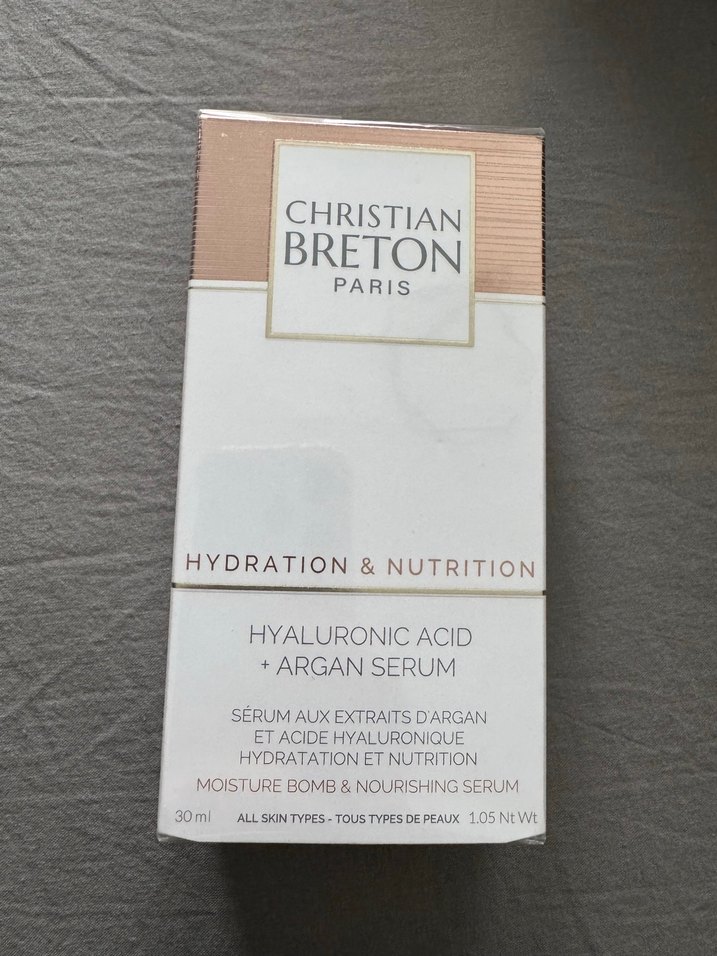 CHRISTIAN
BRETON
PARIS
HYDRATION & NUTRITION
HYALURONIC ACID
+ ARGAN SERUM
SÉRUM AUX EXTRAITS D'ARGAN
ET ACIDE HYALURONIQUE
HYDRATATION ET NUTRITION
MOISTURE BOMB & NOURISHING SERUM
30 ml ALL SKIN TYPES - TOUS TYPES DE PEAUX 1.05 Nt Wt